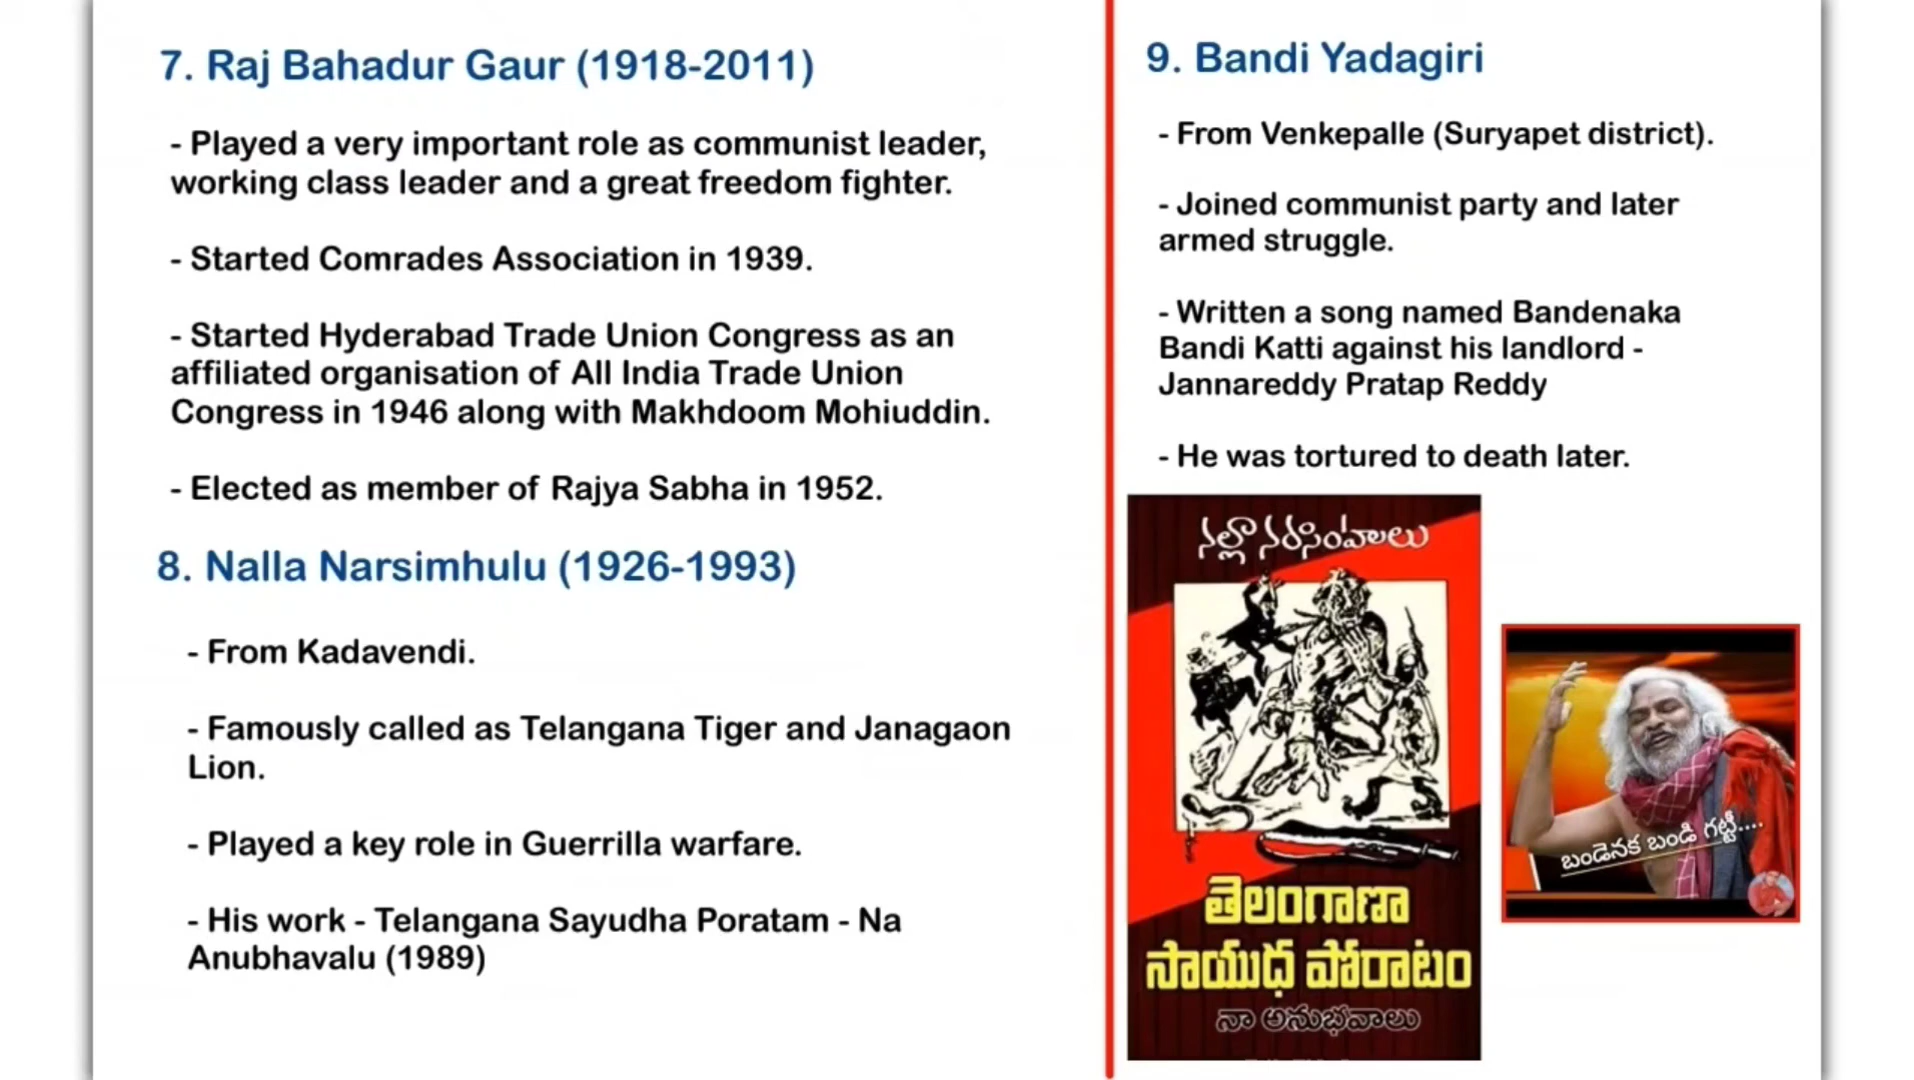 7. Raj Bahadur Gaur (1918-2011)
- Played a very important role as communist leader,
working class leader and a great freedom fighter.
- Started Comrades Association in 1939.
- Started Hyderabad Trade Union Congress as an
affiliated organisation of All India Trade Union
Congress in 1946 along with Makhdoom Mohiuddin.
- Elected as member of Rajya Sabha in 1952.
8. Nalla Narsimhulu (1926-1993)
- From Kadavendi.
- Famously called as Telangana Tiger and Janagaon
Lion.
- Played a key role in Guerrilla warfare.
- His work - Telangana Sayudha Poratam - Na
Anubhavalu (1989)
9. Bandi Yadagiri
- From Venkepalle (Suryapet district).
- Joined communist party and later
armed struggle.
- Written a song named Bandenaka
Bandi Katti against his landlord -
Jannareddy Pratap Reddy
- He was tortured to death later.
నల్లా నరసింహులు
తెలంగాణా
సాయుధ పోరాటం
నా అనుభవాలు
బండెనక బండి గట్టీ....